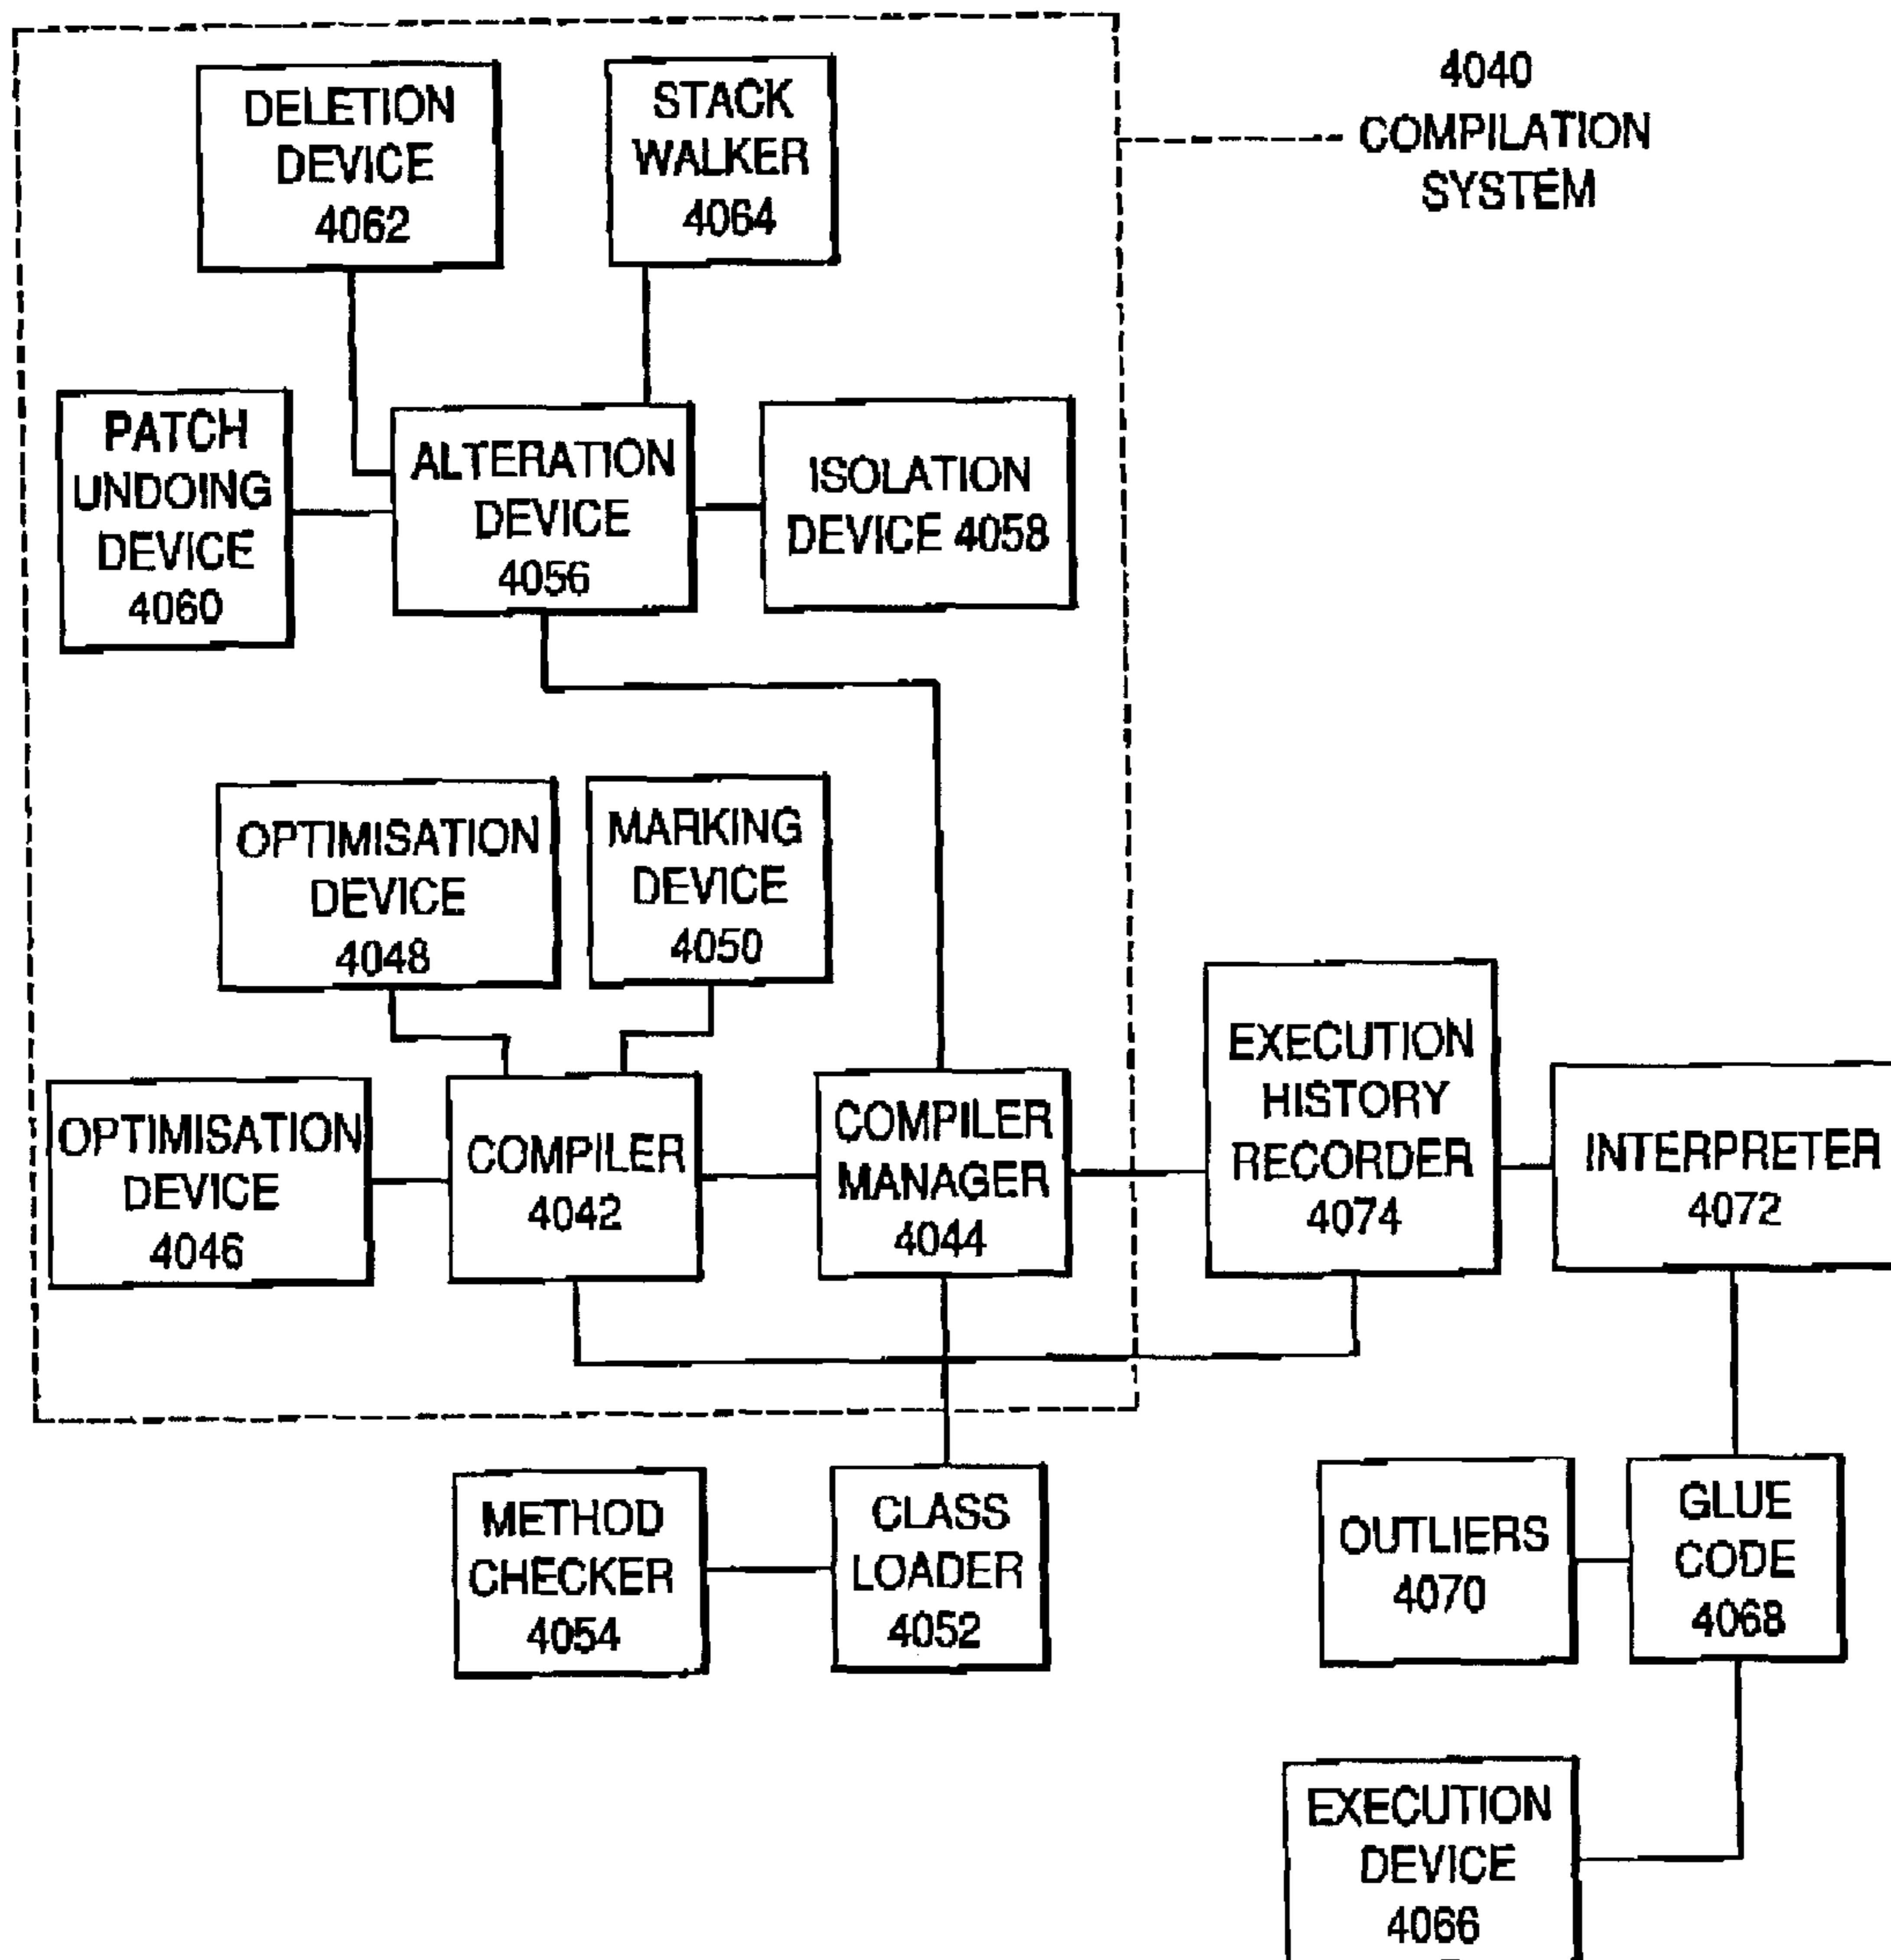 4040
COMPILATION
SYSTEM
DELETION
DEVICE
4062
STACK
WALKER
4064
PATCH
UNDOING
DEVICE
4060
ALTERATION
DEVICE
4056
ISOLATION
DEVICE 4058
OPTIMISATION
DEVICE
4048
MARKING
DEVICE
4050
OPTIMISATION
DEVICE
4046
COMPILER
4042
COMPILER
MANAGER
4044
EXECUTION
HISTORY
RECORDER
4074
INTERPRETER
4072
METHOD
CHECKER
4054
CLASS
LOADER
4052
OUTLIERS
4070
GLUE
CODE
4068
EXECUTION
DEVICE
4066